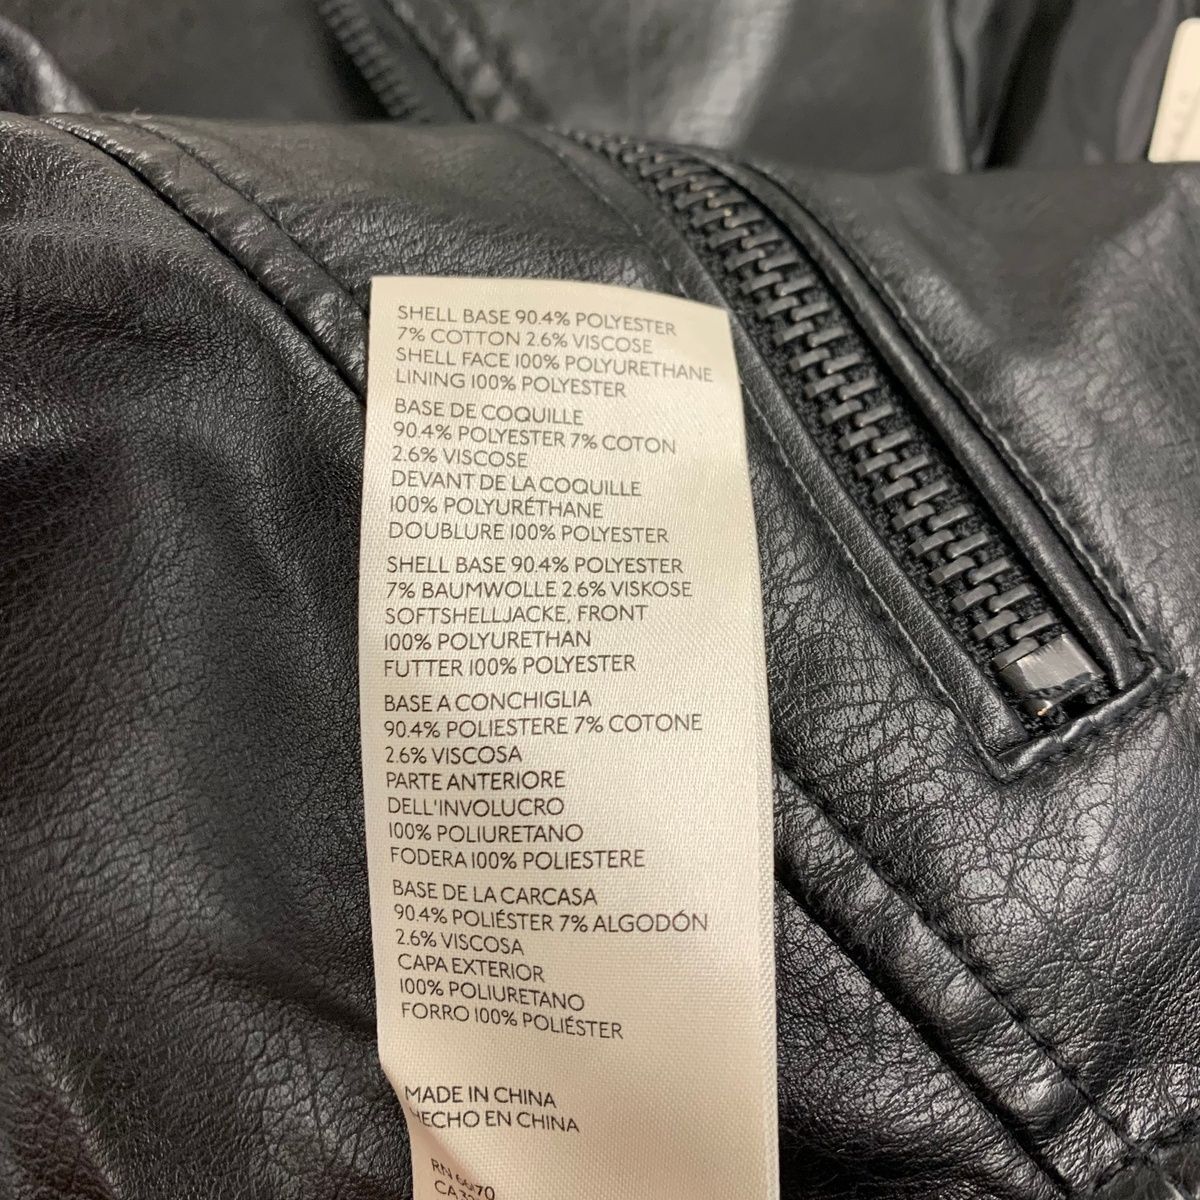 SHELL BASE 90.4% POLYESTER
7% COTTON 2.6% VISCOSE
SHELL FACE 100% POLYURETHANE
LINING 100% POLYESTER
BASE DE COQUILLE
90.4% POLYESTER 7% COTON
2.6% VISCOSE
DEVANT DE LA COQUILLE
100% POLYURÉTHANE
DOUBLURE 100% POLYESTER
SHELL BASE 90.4% POLYESTER
7% BAUMWOLLE 2.6% VISKOSE
SOFTSHELLJACKE, FRONT
100% POLYURETHAN
FUTTER 100% POLYESTER
BASE A CONCHIGLIA
90.4% POLIESTERE 7% COTONE
2.6% VISCOSA
PARTE ANTERIORE
DELL'INVOLUCRO
100% POLIURETANO
FODERA 100% POLIESTERE
BASE DE LA CARCASA
90.4% POLIÉSTER 7% ALGODÓN
2.6% VISCOSA
CAPA EXTERIOR
100% POLIURETANO
FORRO 100% POLIÉSTER
MADE IN CHINA
HECHO EN CHINA
RN